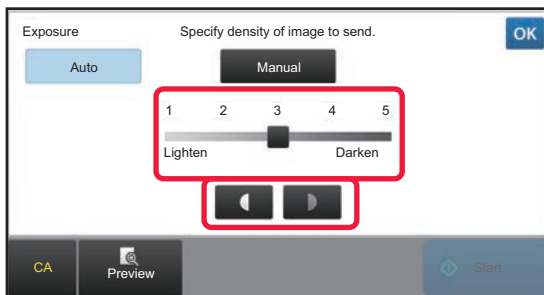 Exposure Specify density of image to send. OK
Auto Manual
1 2 3 4 5
Lighten Darken
CA Preview Start